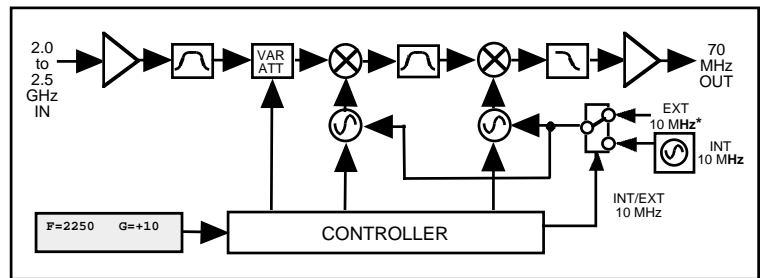 2.0
to
2.5
GHz
IN
VAR
ATT
70
MHz
OUT
EXT
10 MHz*
INT
10 MHz
INT/EXT
10 MHz
F=2250 G=+10
CONTROLLER